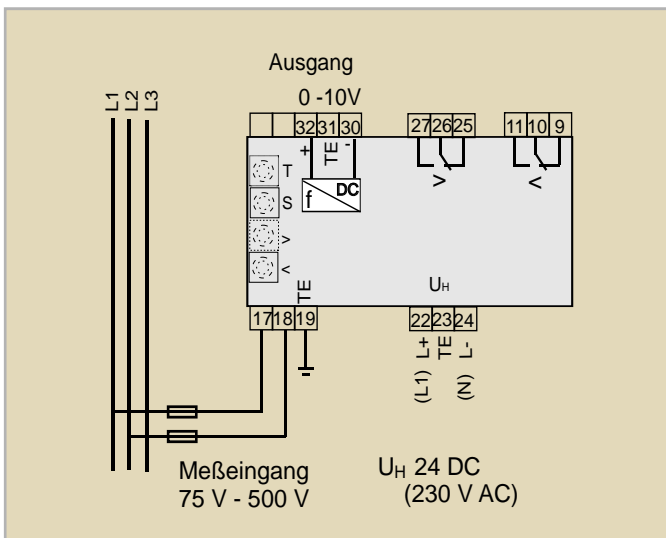 Ausgang
0 -10V
L1
L2
L3
32 31 30
27 26 25
11 10 9
+ TE -
T
f DC
S
> <
>
<
UH
TE
17 18 19
22 23 24
L+ TE L-
(L1) (N)
Meßeingang
75 V - 500 V
UH 24 DC
(230 V AC)